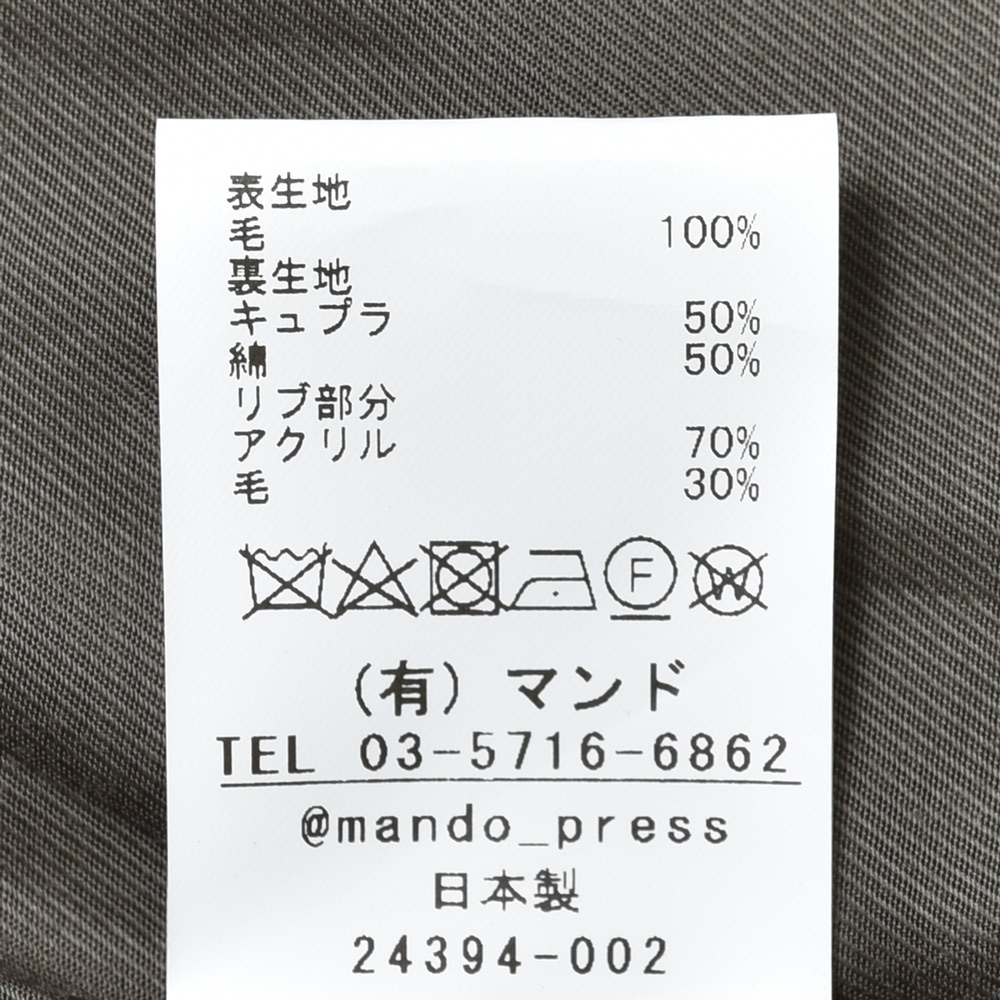 表生地
毛 100%
裏生地
キュプラ 50%
綿 50%
リブ部分
アクリル 70%
毛 30%
F W
(有) マンド
TEL 03-5716-6862
@mando_press
日本製
24394-002